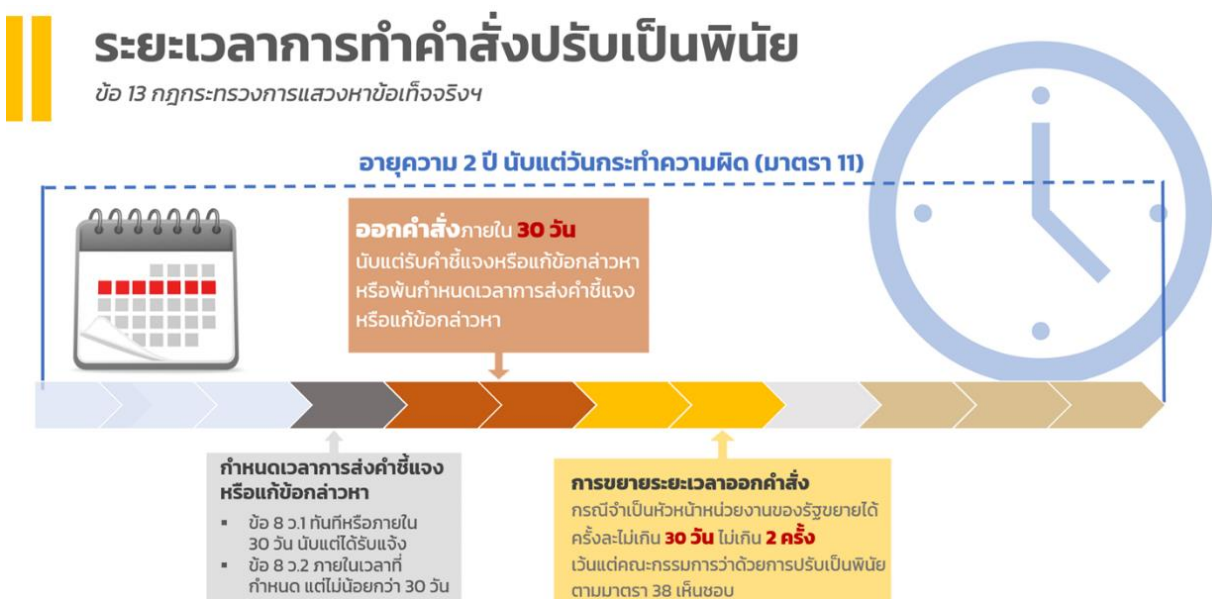 ระยะเวลาการทำคำสั่งปรับเป็นพินัย
ข้อ 13 กฎกระทรวงการแสวงหาข้อเท็จจริงฯ
อายุความ 2 ปี นับแต่วันกระทำความผิด (มาตรา 11)
ออกคำสั่งภายใน 30 วัน
นับแต่รับคำชี้แจงหรือแก้ข้อกล่าวหา
หรือพ้นกำหนดเวลาการส่งคำชี้แจง
หรือแก้ข้อกล่าวหา
กำหนดเวลาการส่งคำชี้แจง
หรือแก้ข้อกล่าวหา
▪ ข้อ 8 ว.1 ทันทีหรือภายใน
30 วัน นับแต่ได้รับแจ้ง
▪ ข้อ 8 ว.2 ภายในเวลาที่
กำหนด แต่ไม่น้อยกว่า 30 วัน
การขยายระยะเวลาออกคำสั่ง
กรณีจำเป็นหัวหน้าหน่วยงานของรัฐขยายได้
ครั้งละไม่เกิน 30 วัน ไม่เกิน 2 ครั้ง
เว้นแต่คณะกรรมการว่าด้วยการปรับเป็นพินัย
ตามมาตรา 38 เห็นชอบ